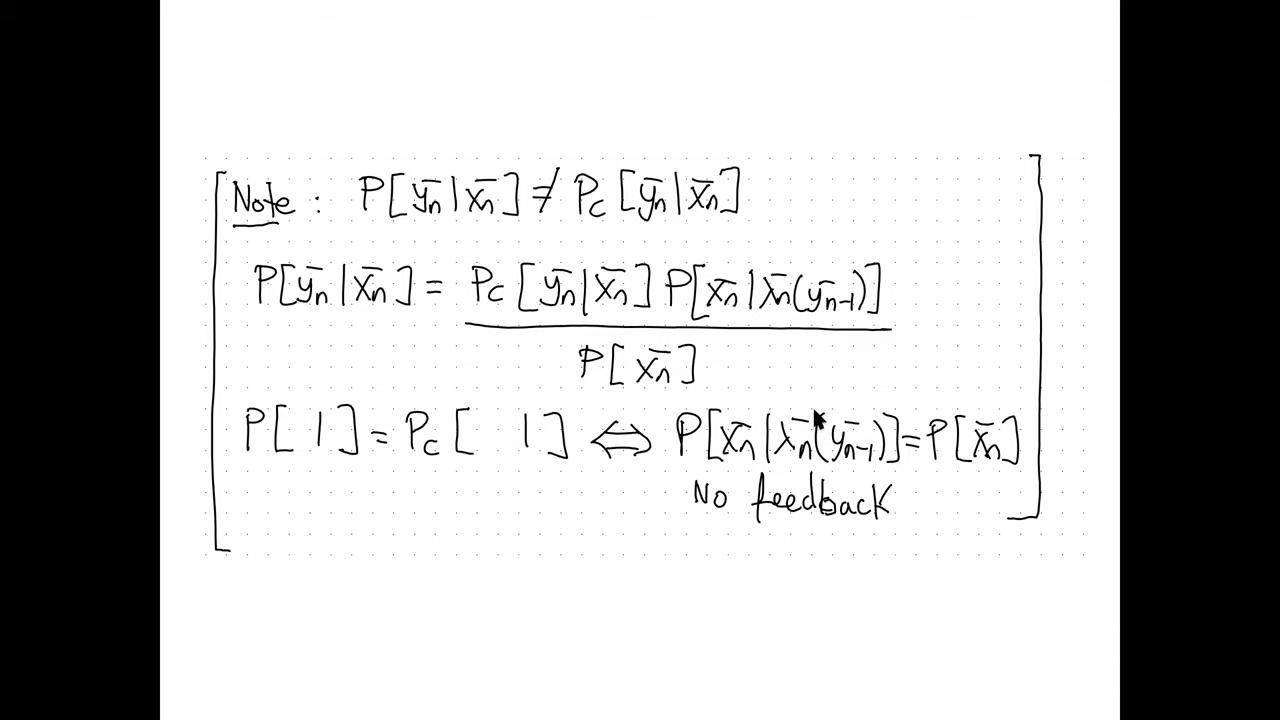 Note : P[ȳn|x̄n] ≠ Pc[ȳn|x̄n]
P[ȳn|x̄n] = Pc[ȳn|x̄n] P[x̄n|x̄n(ȳn-1)]
P[x̄n]
P[ | ] = Pc[ | ] ⇔ P[x̄n|x̄n(ȳn-1)] = P[x̄n]
No feedback